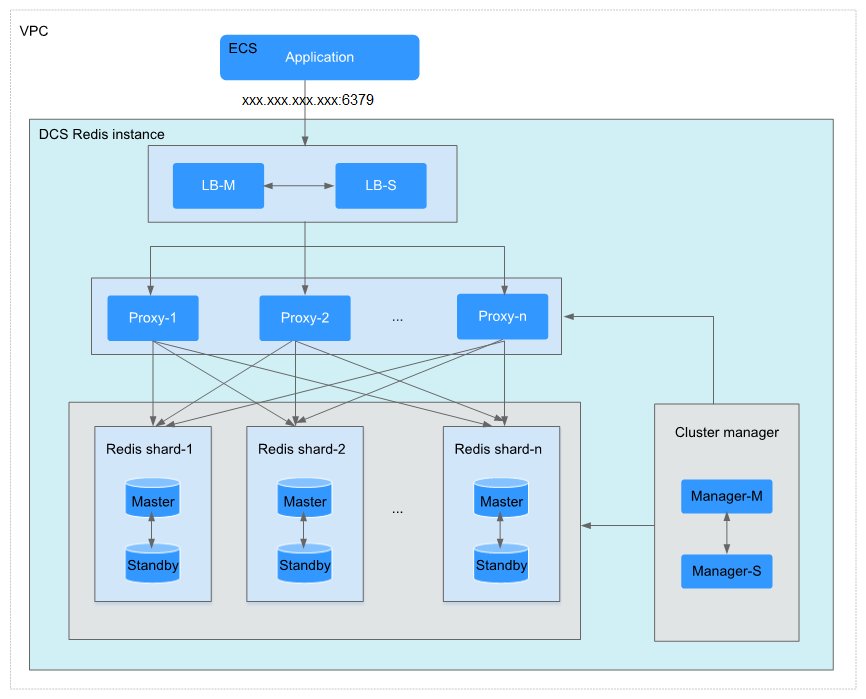 VPC
ECS
Application
xxx.xxx.xxx.xxx:6379
DCS Redis instance
LB-M
LB-S
Proxy-1
Proxy-2
...
Proxy-n
Cluster manager
Redis shard-1
Redis shard-2
Redis shard-n
Master
Master
...
Master
Manager-M
Standby
Standby
Standby
Manager-S